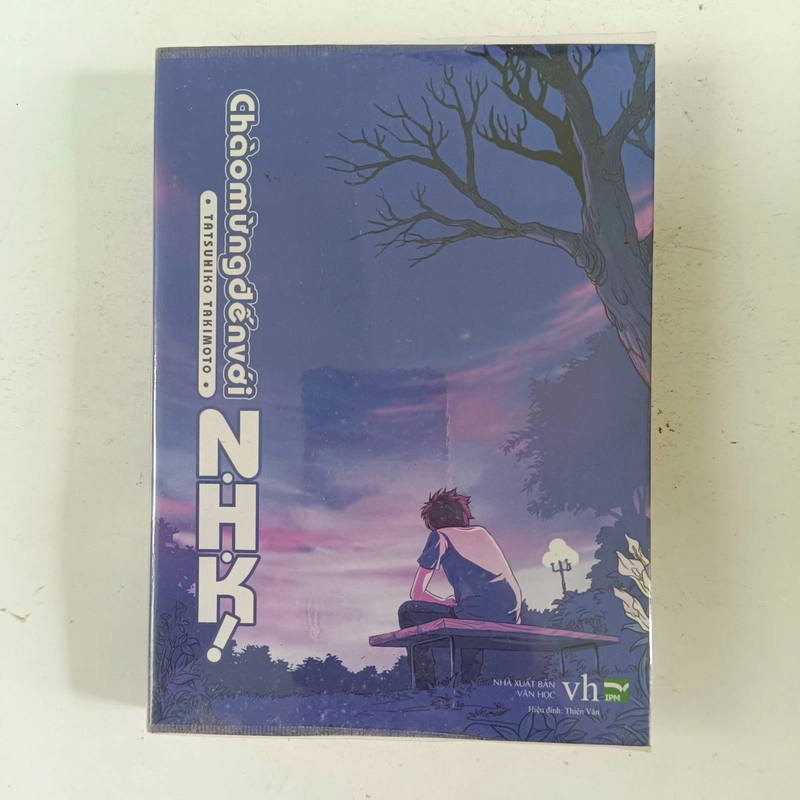 Chào mừng đến với
• TATSUHIKO TAKIMOTO •
N.H.K!
NHÀ XUẤT BẢN
VĂN HỌC
vh
IPM
Hiệu đính: Thiên Vân